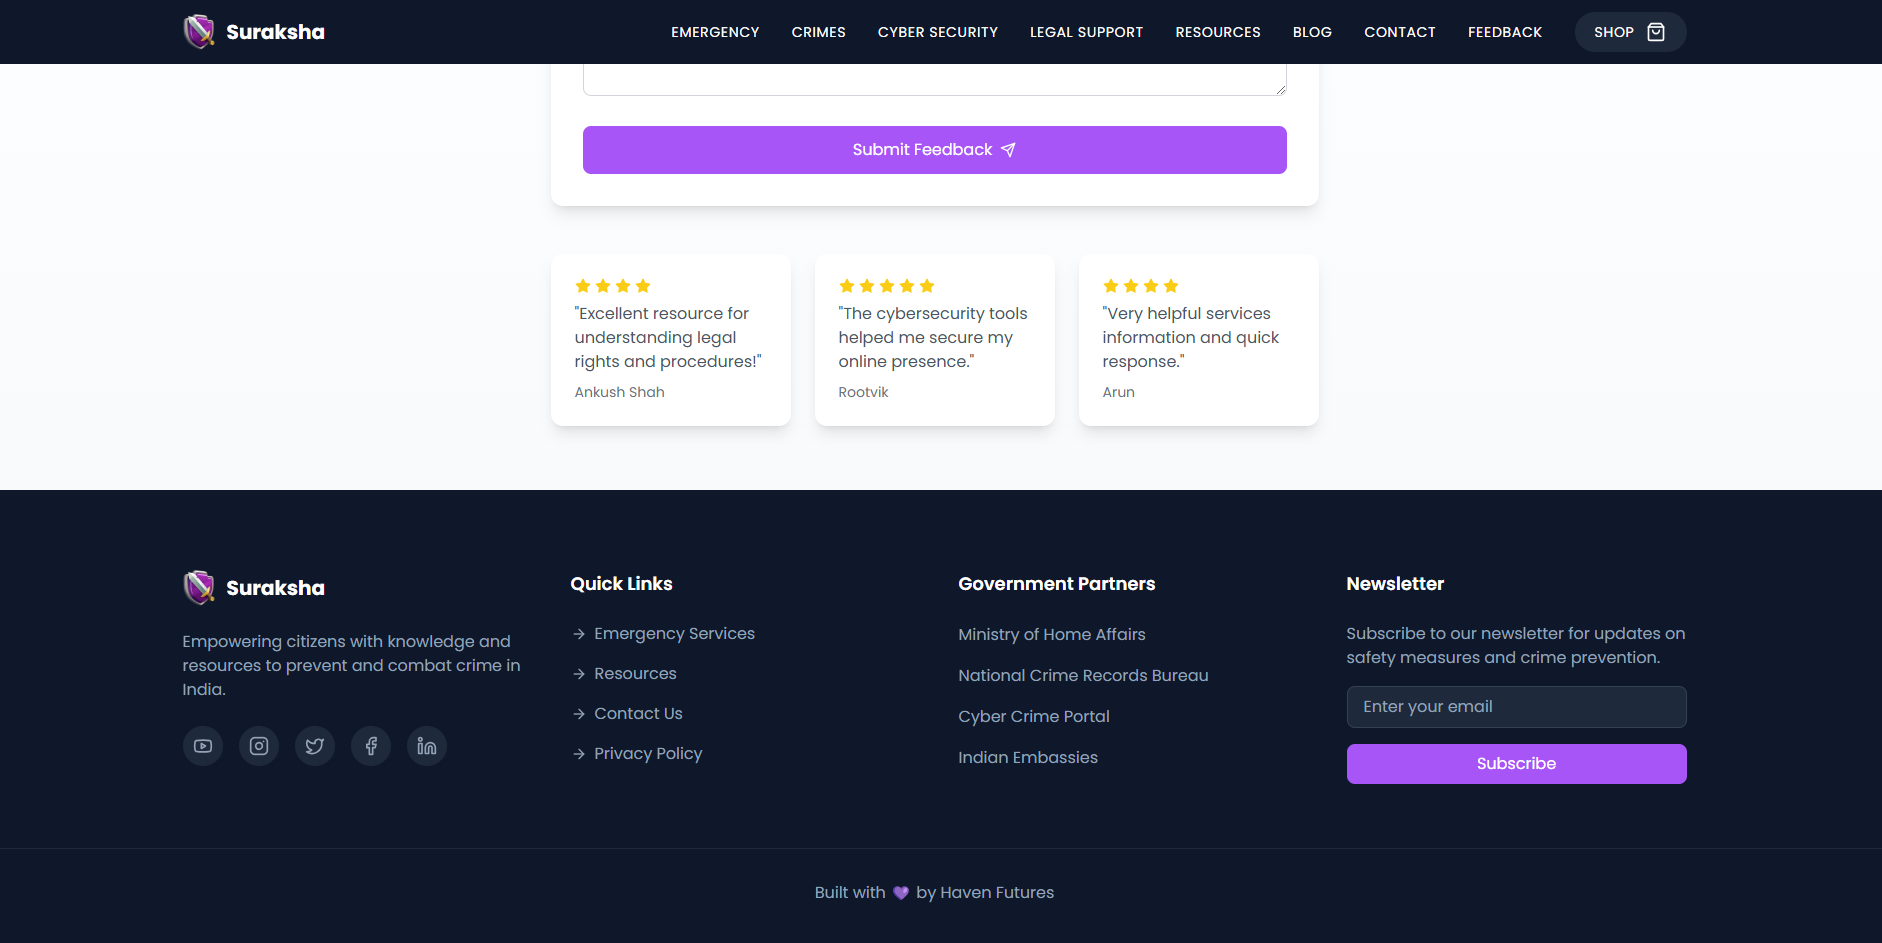 Suraksha
EMERGENCY
CRIMES
CYBER SECURITY
LEGAL SUPPORT
RESOURCES
BLOG
CONTACT
FEEDBACK
SHOP
Submit Feedback
"Excellent resource for
understanding legal
rights and procedures!"
Ankush Shah
"The cybersecurity tools
helped me secure my
online presence."
Rootvik
"Very helpful services
information and quick
response."
Arun
Suraksha
Empowering citizens with knowledge and
resources to prevent and combat crime in
India.
Quick Links
Emergency Services
Resources
Contact Us
Privacy Policy
Government Partners
Ministry of Home Affairs
National Crime Records Bureau
Cyber Crime Portal
Indian Embassies
Newsletter
Subscribe to our newsletter for updates on
safety measures and crime prevention.
Enter your email
Subscribe
Built with 💜 by Haven Futures